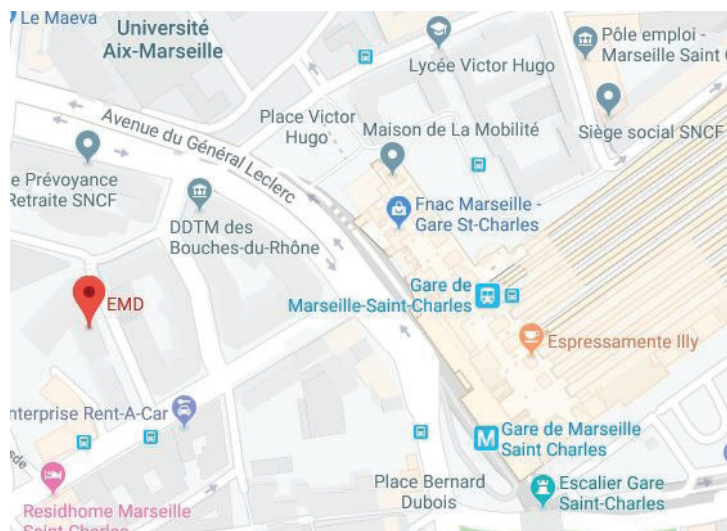 Le Maeva
Université
Aix-Marseille
Lycée Victor Hugo
Pôle emploi -
Marseille Saint C
Avenue du Général Leclerc
Place Victor
Hugo
Maison de La Mobilité
Siège social SNCF
e Prévoyance
Retraite SNCF
DDTM des
Bouches-du-Rhône
Fnac Marseille -
Gare St-Charles
EMD
Gare de
Marseille-Saint-Charles
Espressamente Illy
nterprise Rent-A-Car
M
Gare de Marseille
Saint Charles
sde
Place Bernard
Dubois
Escalier Gare
Saint-Charles
Residhome Marseille
Saint-Charles